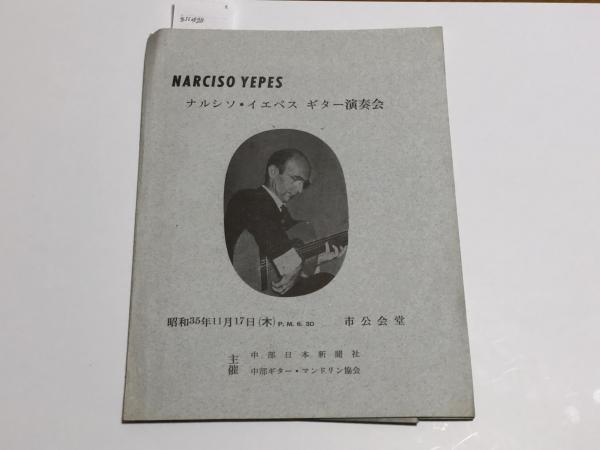 NARCISO YEPES
ナルシソ・イエペス ギター演奏会
昭和35年11月17日(木) P.M. 6. 30 市公会堂
主催
中部日本新聞社
中部ギター・マンドリン協会